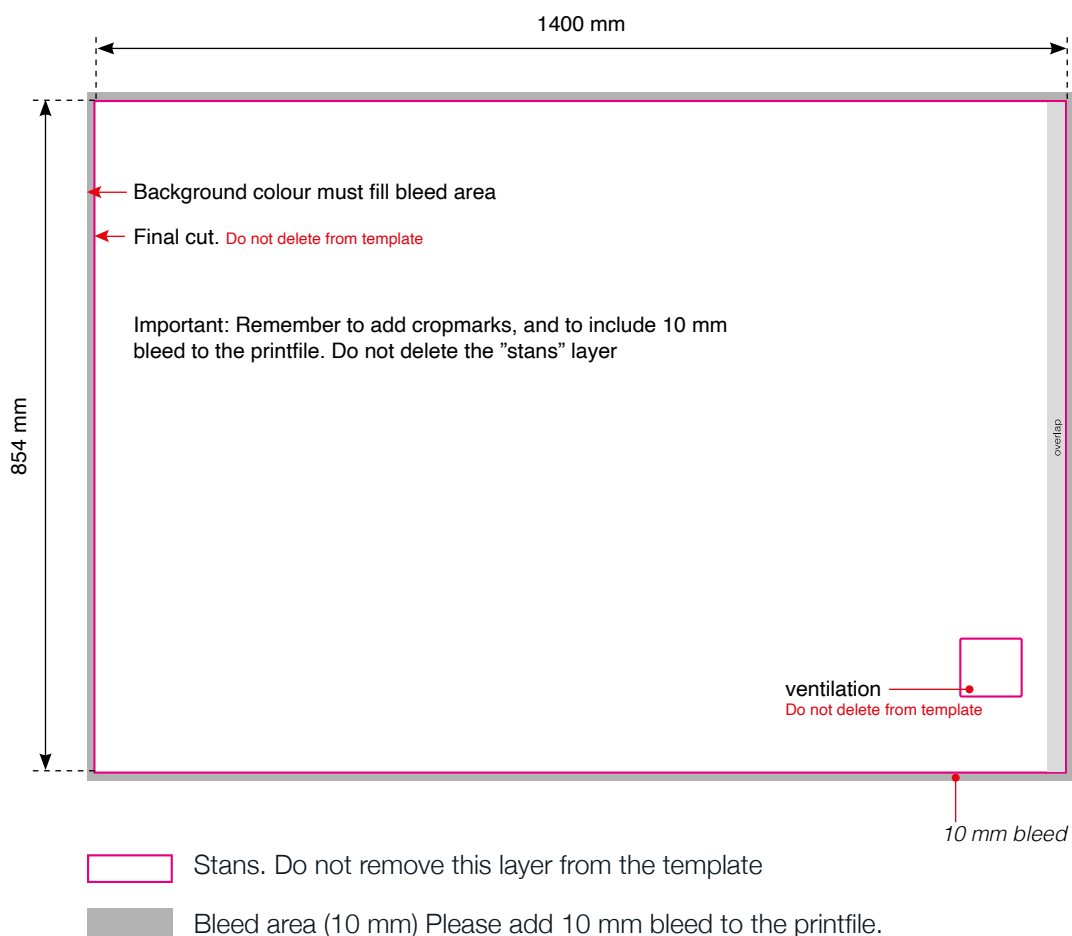 1400 mm
Background colour must fill bleed area
Final cut. Do not delete from template
Important: Remember to add cropmarks, and to include 10 mm
bleed to the printfile. Do not delete the ”stans” layer
854 mm
overlap
ventilation
Do not delete from template
10 mm bleed
Stans. Do not remove this layer from the template
Bleed area (10 mm) Please add 10 mm bleed to the printfile.